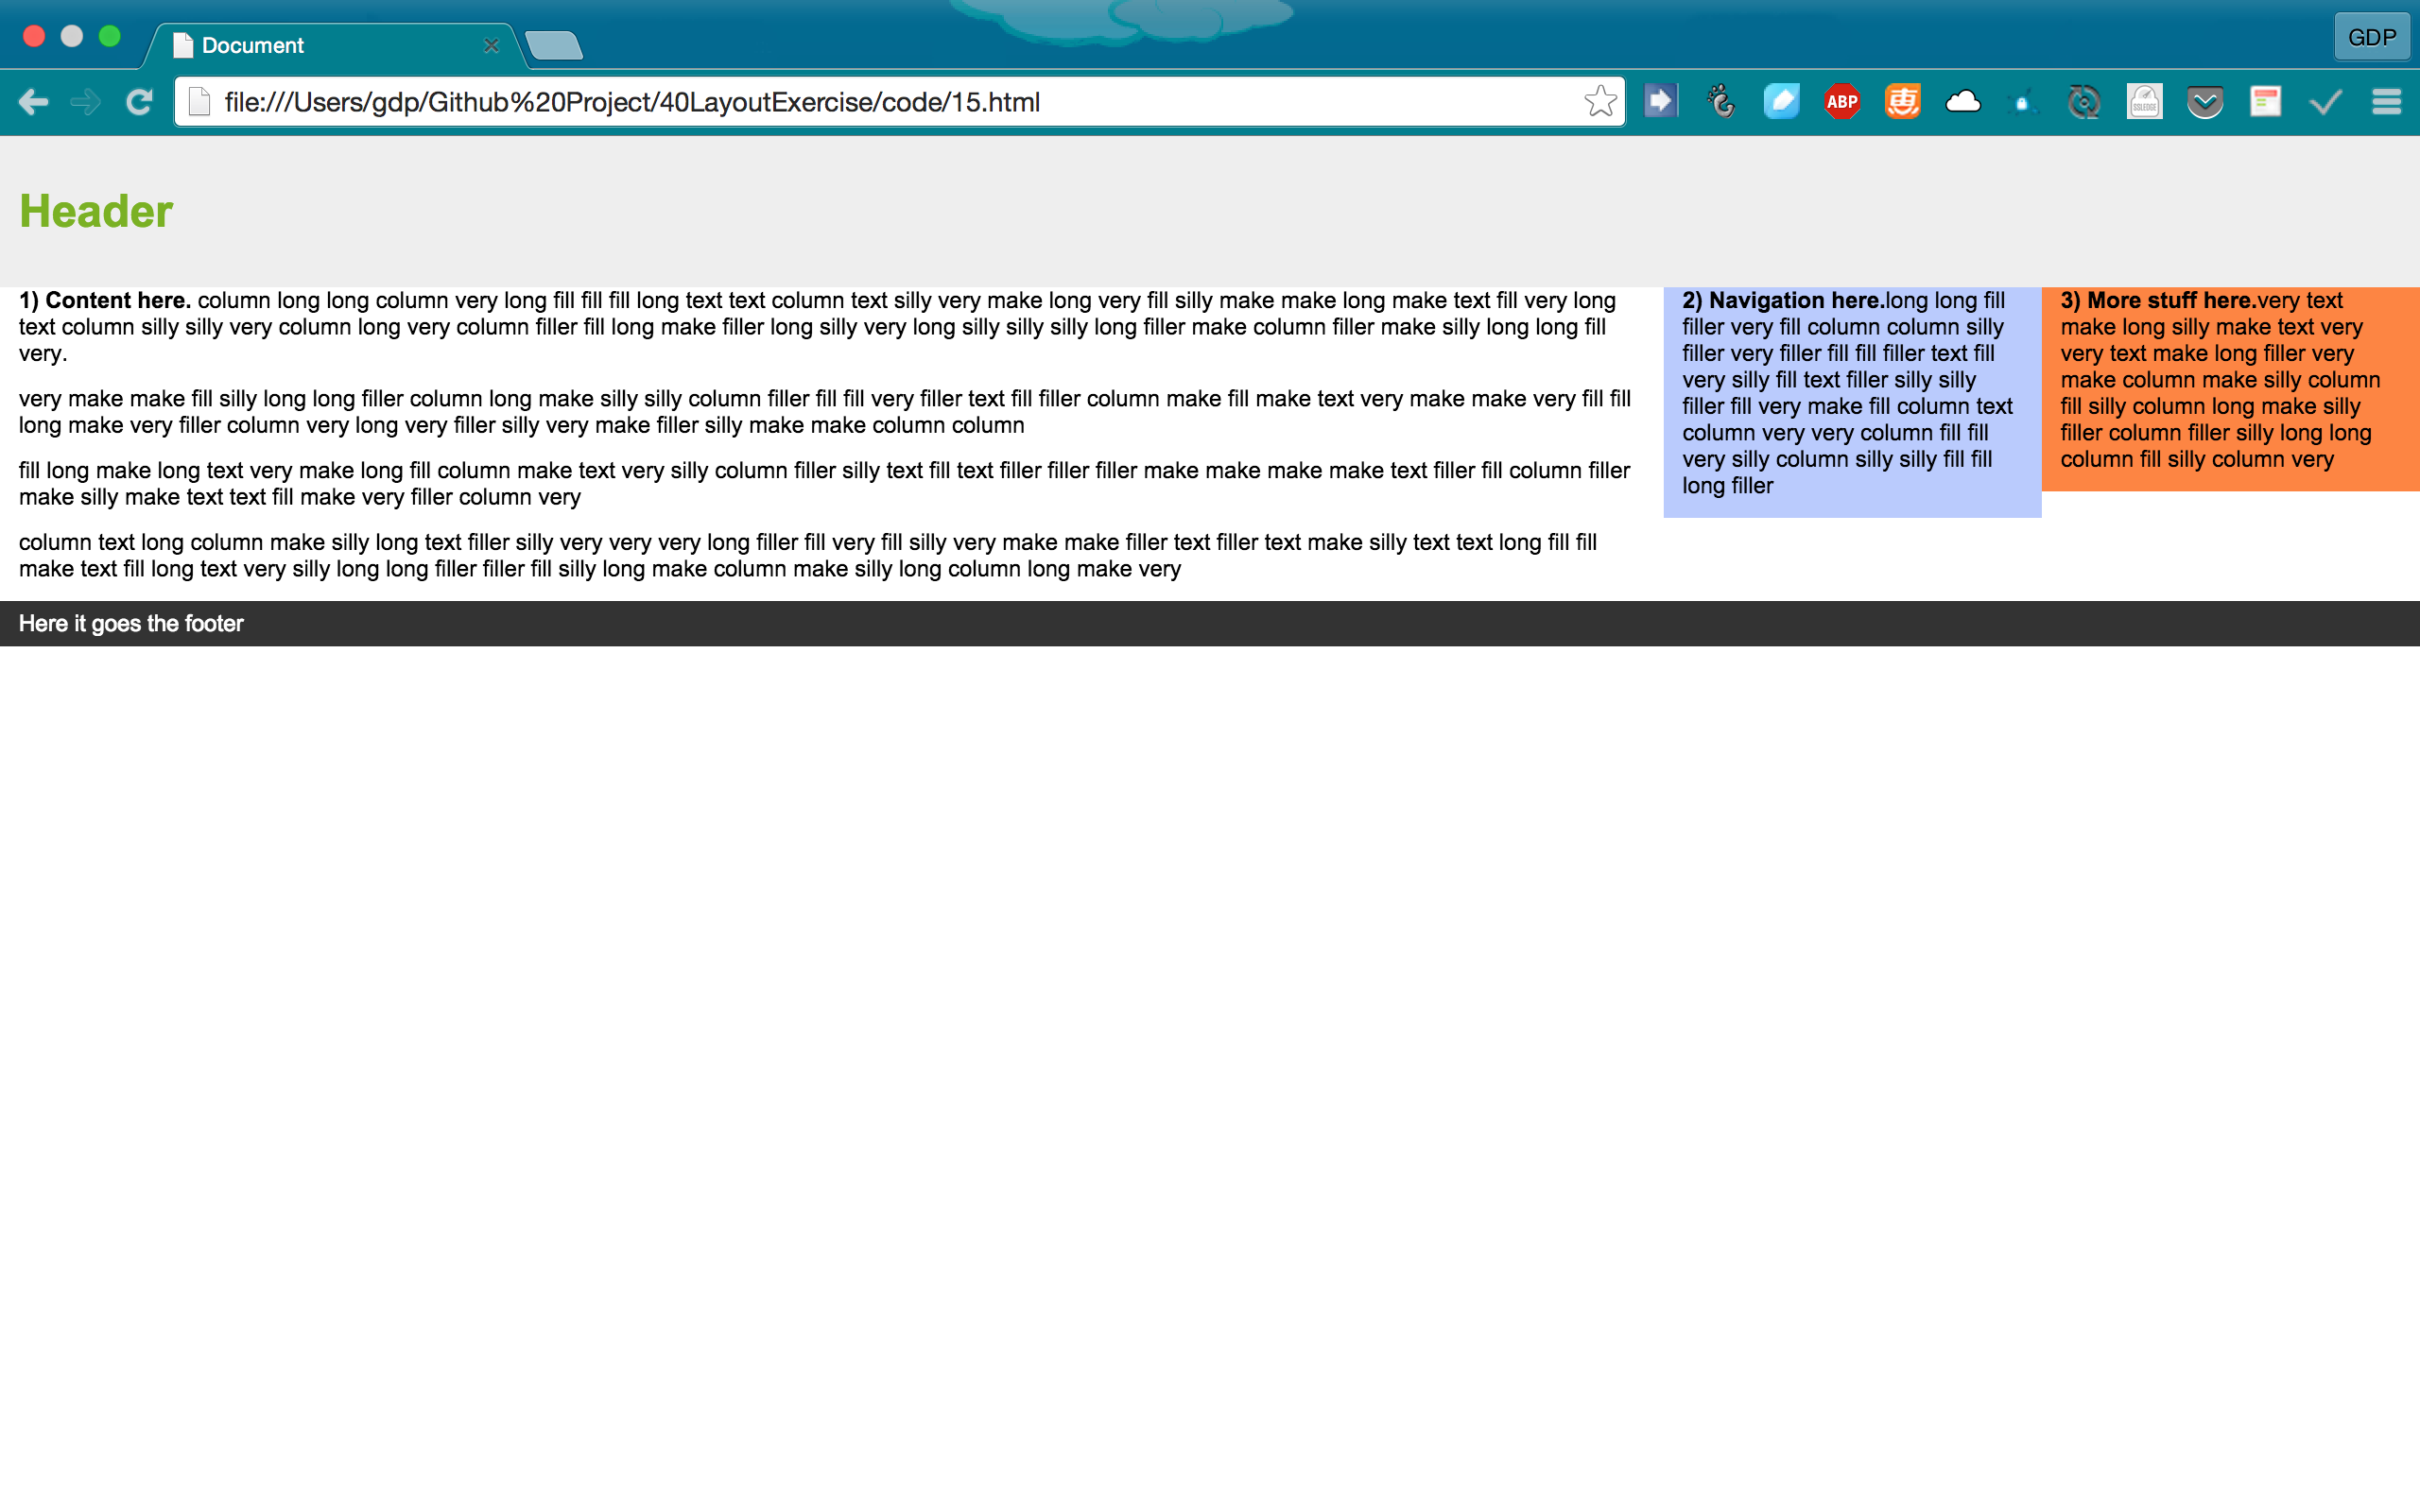 Document
GDP
file:///Users/gdp/Github%20Project/40LayoutExercise/code/15.html
ABP
惠
SSLEDGE
Header
1) Content here. column long long column very long fill fill fill long text text column text silly very make long very fill silly make make long make text fill very long
text column silly silly very column long very column filler fill long make filler long silly very long silly silly silly long filler make column filler make silly long long fill
very.
very make make fill silly long long filler column long make silly silly column filler fill fill very filler text fill filler column make fill make text very make make very fill fill
long make very filler column very long very filler silly very make filler silly make make column column
fill long make long text very make long fill column make text very silly column filler silly text fill text filler filler filler make make make make text filler fill column filler
make silly make text text fill make very filler column very
column text long column make silly long text filler silly very very very long filler fill very fill silly very make make filler text filler text make silly text text long fill fill
make text fill long text very silly long long filler filler fill silly long make column make silly long column long make very
2) Navigation here.long long fill
filler very fill column column silly
filler very filler fill fill filler text fill
very silly fill text filler silly silly
filler fill very make fill column text
column very very column fill fill
very silly column silly silly fill fill
long filler
3) More stuff here.very text
make long silly make text very
very text make long filler very
make column make silly column
fill silly column long make silly
filler column filler silly long long
column fill silly column very
Here it goes the footer